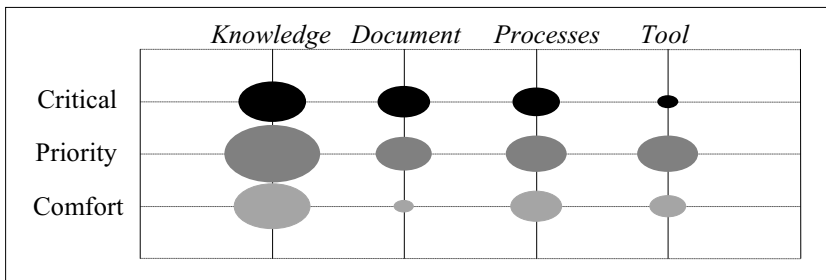 Knowledge Document Processes Tool
Critical
Priority
Comfort